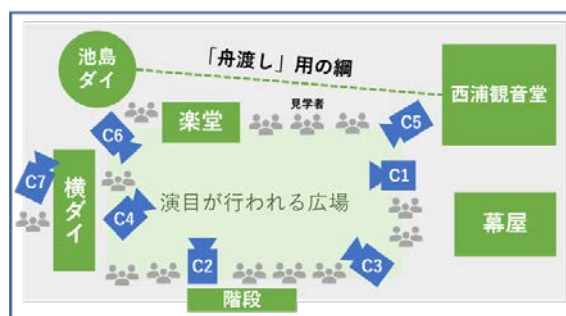 池島
ダイ
「舟渡し」用の綱
西浦観音堂
見学者
楽堂
C5
C6
C7
横ダイ
C1
演目が行われる広場
C4
幕屋
C2
C3
階段